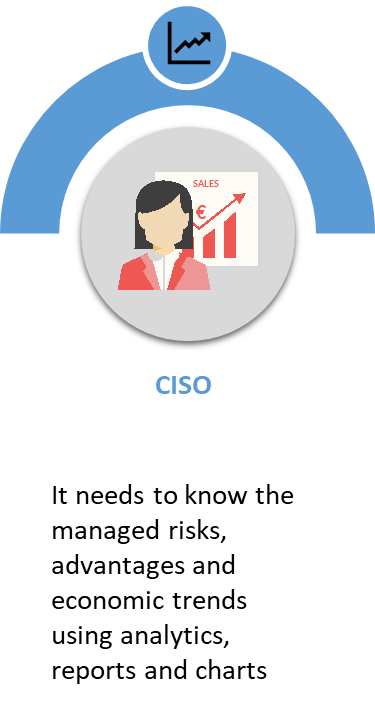 SALES
€
CISO
It needs to know the
managed risks,
advantages and
economic trends
using analytics,
reports and charts